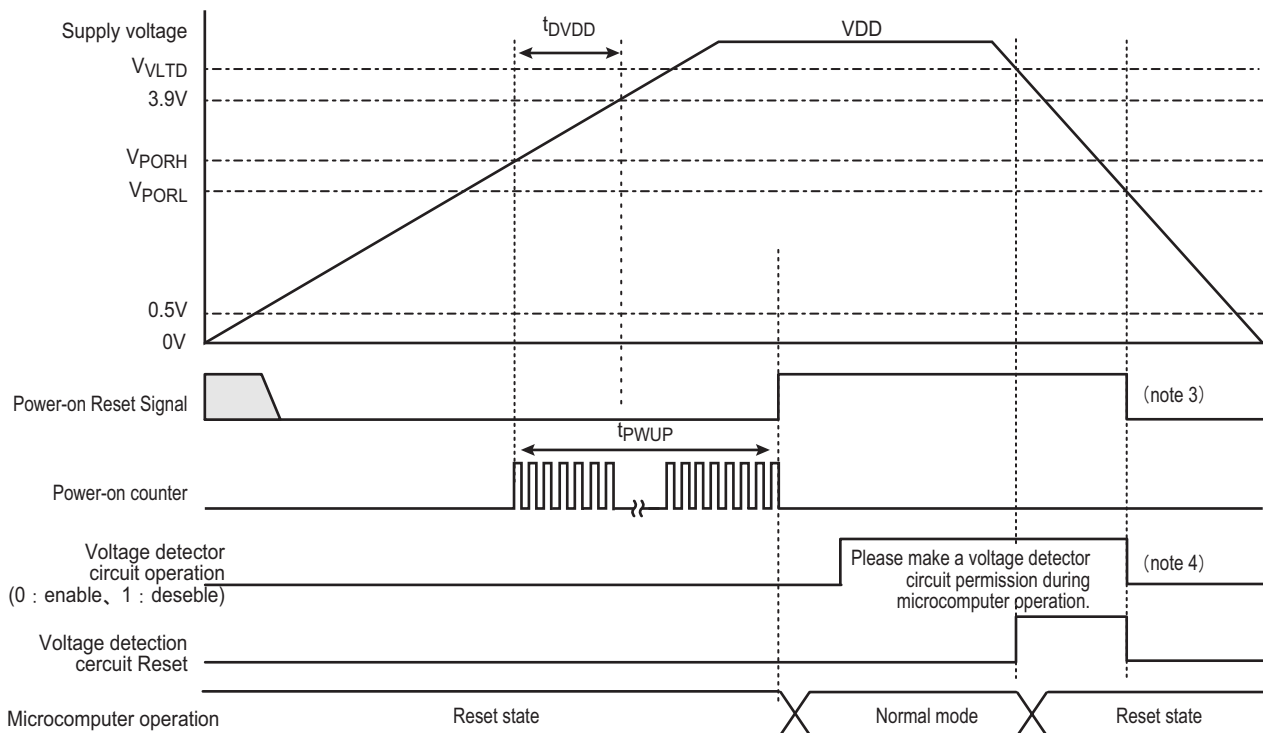 tDVDD
Supply voltage
VDD
VVLTD
3.9V
VPORH
VPORL
0.5V
0V
Power-on Reset Signal
（note 3）
tPWUP
Power-on counter
Voltage detector
circuit operation
(0：enable、1：deseble)
Please make a voltage detector
circuit permission during
microcomputer operation.
（note 4）
Voltage detection
cercuit Reset
Microcomputer operation
Reset state
Normal mode
Reset state